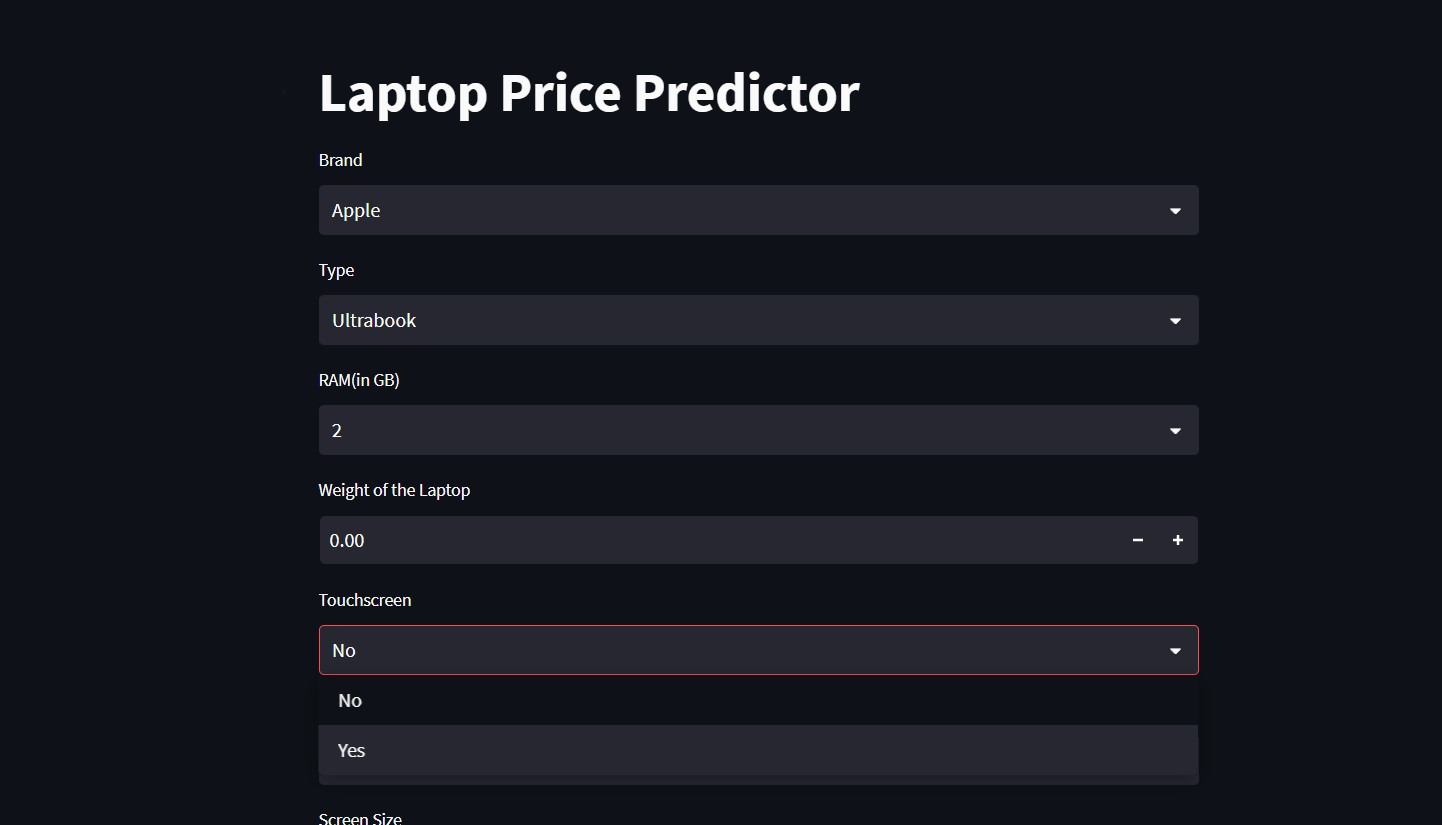 Laptop Price Predictor
Brand
Apple
Type
Ultrabook
RAM(in GB)
2
Weight of the Laptop
0.00
Touchscreen
No
No
Yes
Screen Size